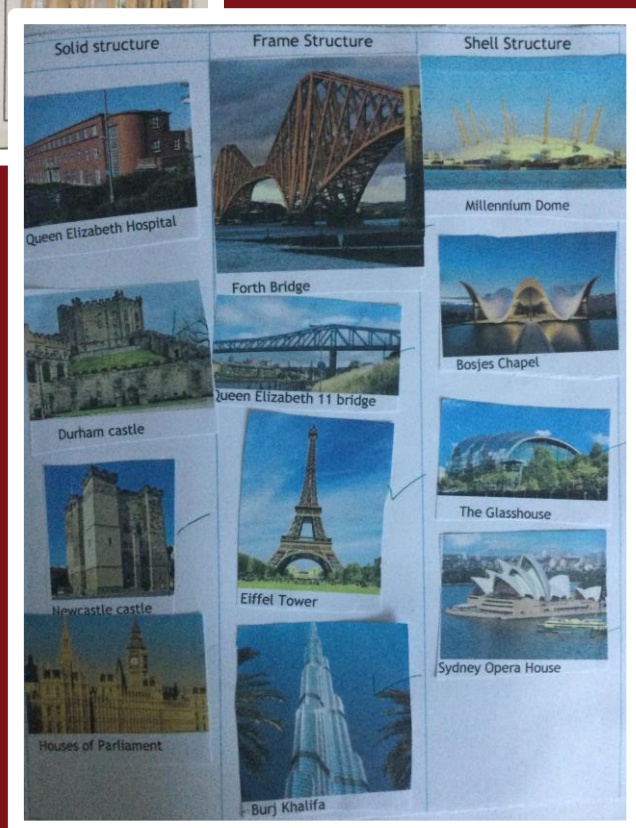 Solid structure
Frame Structure
Shell Structure
Queen Elizabeth Hospital
Durham castle
Newcastle castle
Houses of Parliament
Forth Bridge
Queen Elizabeth 11 bridge
Eiffel Tower
Burj Khalifa
Millennium Dome
Bosjes Chapel
The Glasshouse
Sydney Opera House